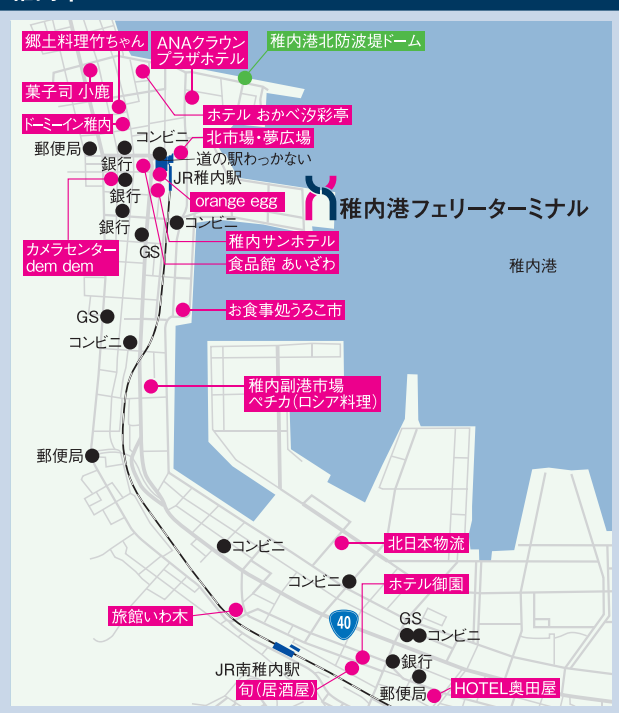 郷土料理竹ちゃん
ANAクラウン
プラザホテル
稚内港北防波堤ドーム
菓子司 小鹿
ホテル おかべ汐彩亭
ドーミーイン稚内
コンビニ
北市場・夢広場
郵便局
銀行
道の駅わっかない
JR稚内駅
銀行
orange egg
稚内港フェリーターミナル
銀行
コンビニ
カメラセンター
dem dem
GS
稚内サンホテル
食品館 あいざわ
稚内港
お食事処うろこ市
GS
コンビニ
稚内副港市場
ペチカ(ロシア料理)
郵便局
コンビニ
北日本物流
コンビニ
ホテル御園
旅館いわ木
40
GS
コンビニ
JR南稚内駅
銀行
旬(居酒屋)
郵便局
HOTEL奥田屋